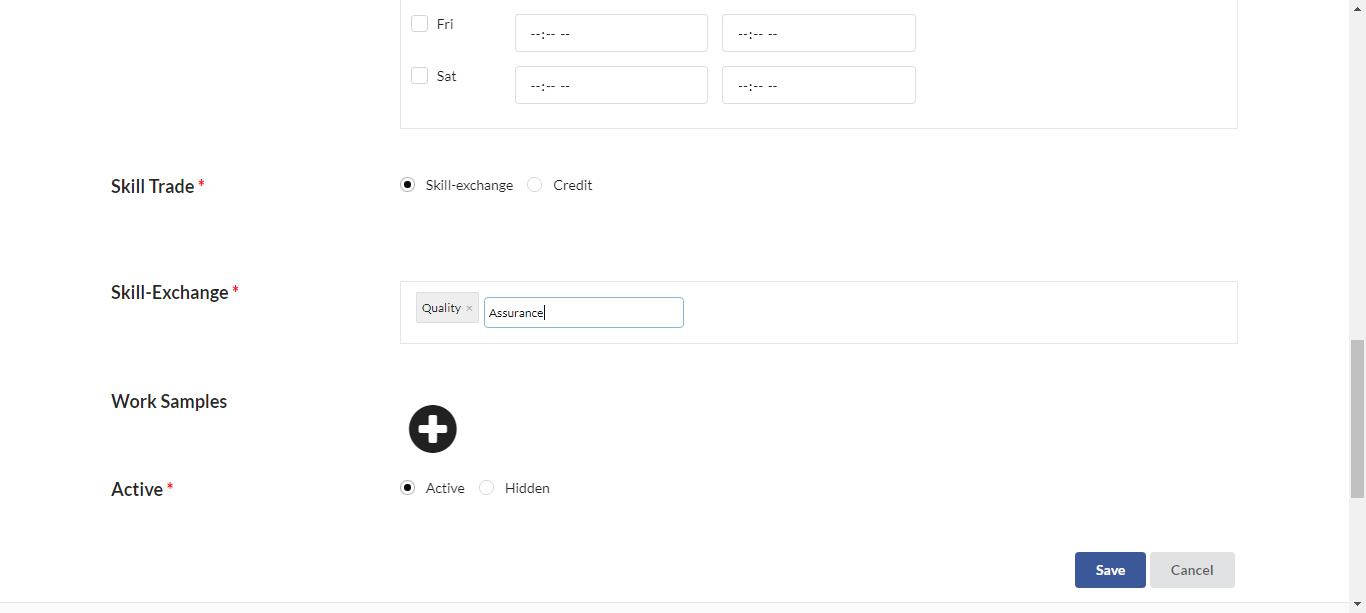 Fri --:-- -- --:-- --
Sat --:-- -- --:-- --
Skill Trade * Skill-exchange Credit
Skill-Exchange * Quality × Assurance
Work Samples
Active * Active Hidden
Save Cancel